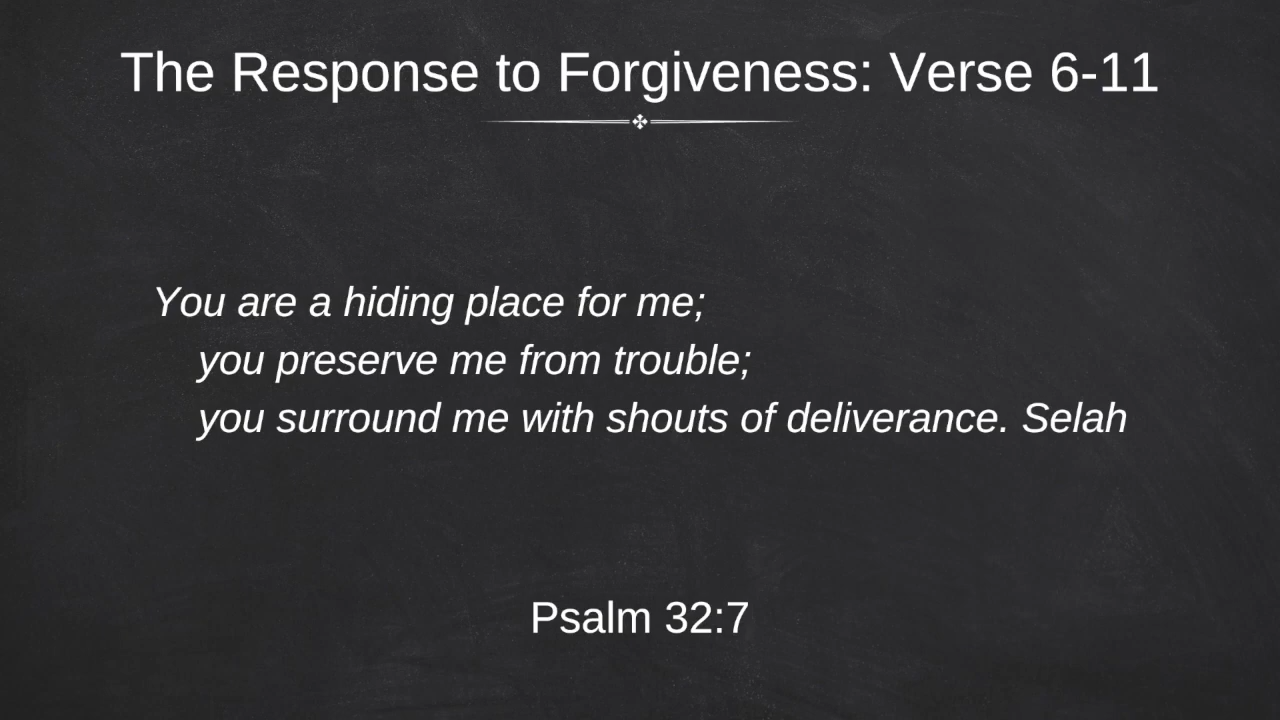 The Response to Forgiveness: Verse 6-11
You are a hiding place for me;
you preserve me from trouble;
you surround me with shouts of deliverance. Selah
Psalm 32:7